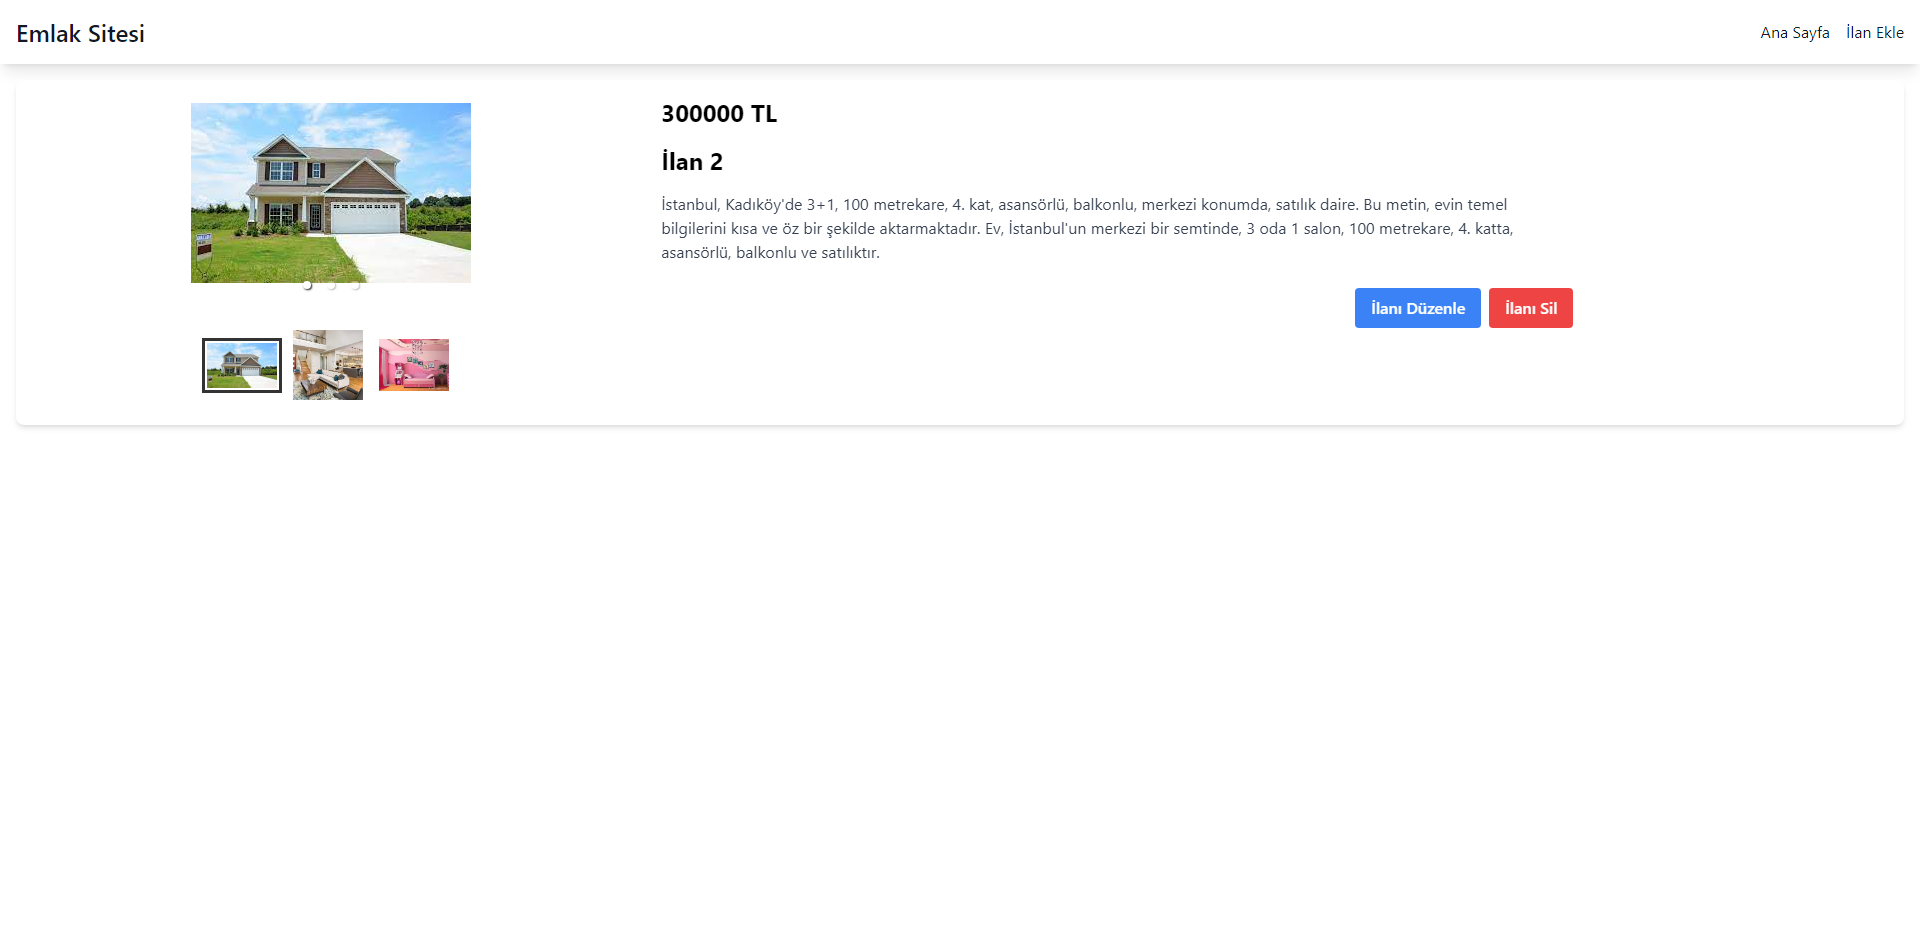 Emlak Sitesi
Ana Sayfa
İlan Ekle
300000 TL
İlan 2
İstanbul, Kadıköy'de 3+1, 100 metrekare, 4. kat, asansörlü, balkonlu, merkezi konumda, satılık daire. Bu metin, evin temel
bilgilerini kısa ve öz bir şekilde aktarmaktadır. Ev, İstanbul'un merkezi bir semtinde, 3 oda 1 salon, 100 metrekare, 4. katta,
asansörlü, balkonlu ve satılıktır.
İlanı Düzenle
İlanı Sil